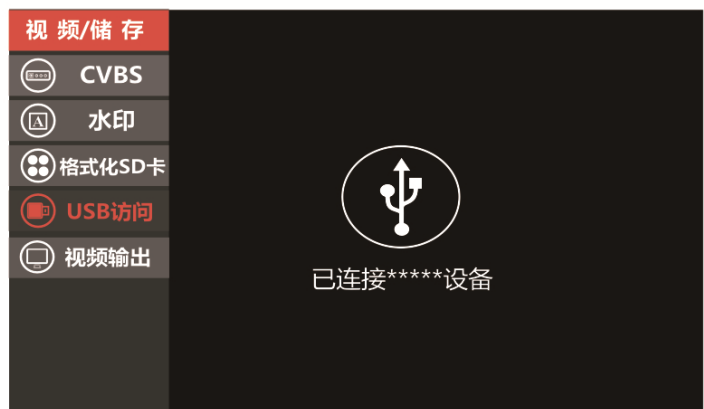 视 频/储 存
CVBS
A
水印
格式化SD卡
USB访问
视频输出
已连接*****设备